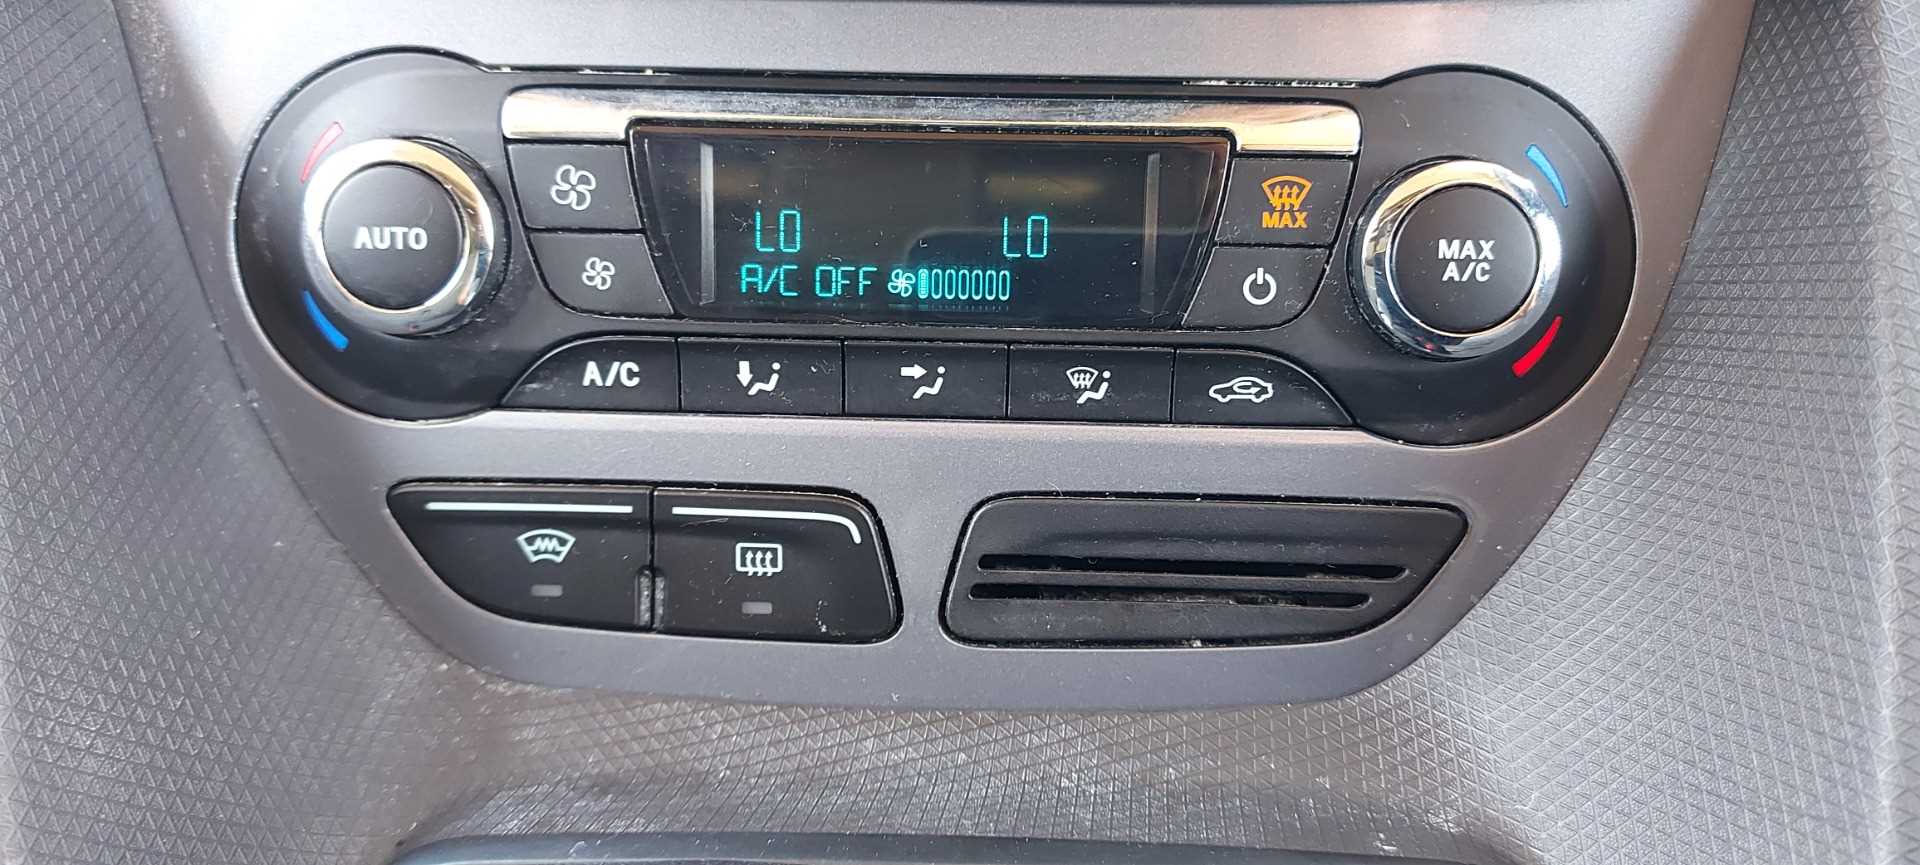 AUTO
LO LO
A/C OFF
MAX
MAX
A/C
A/C